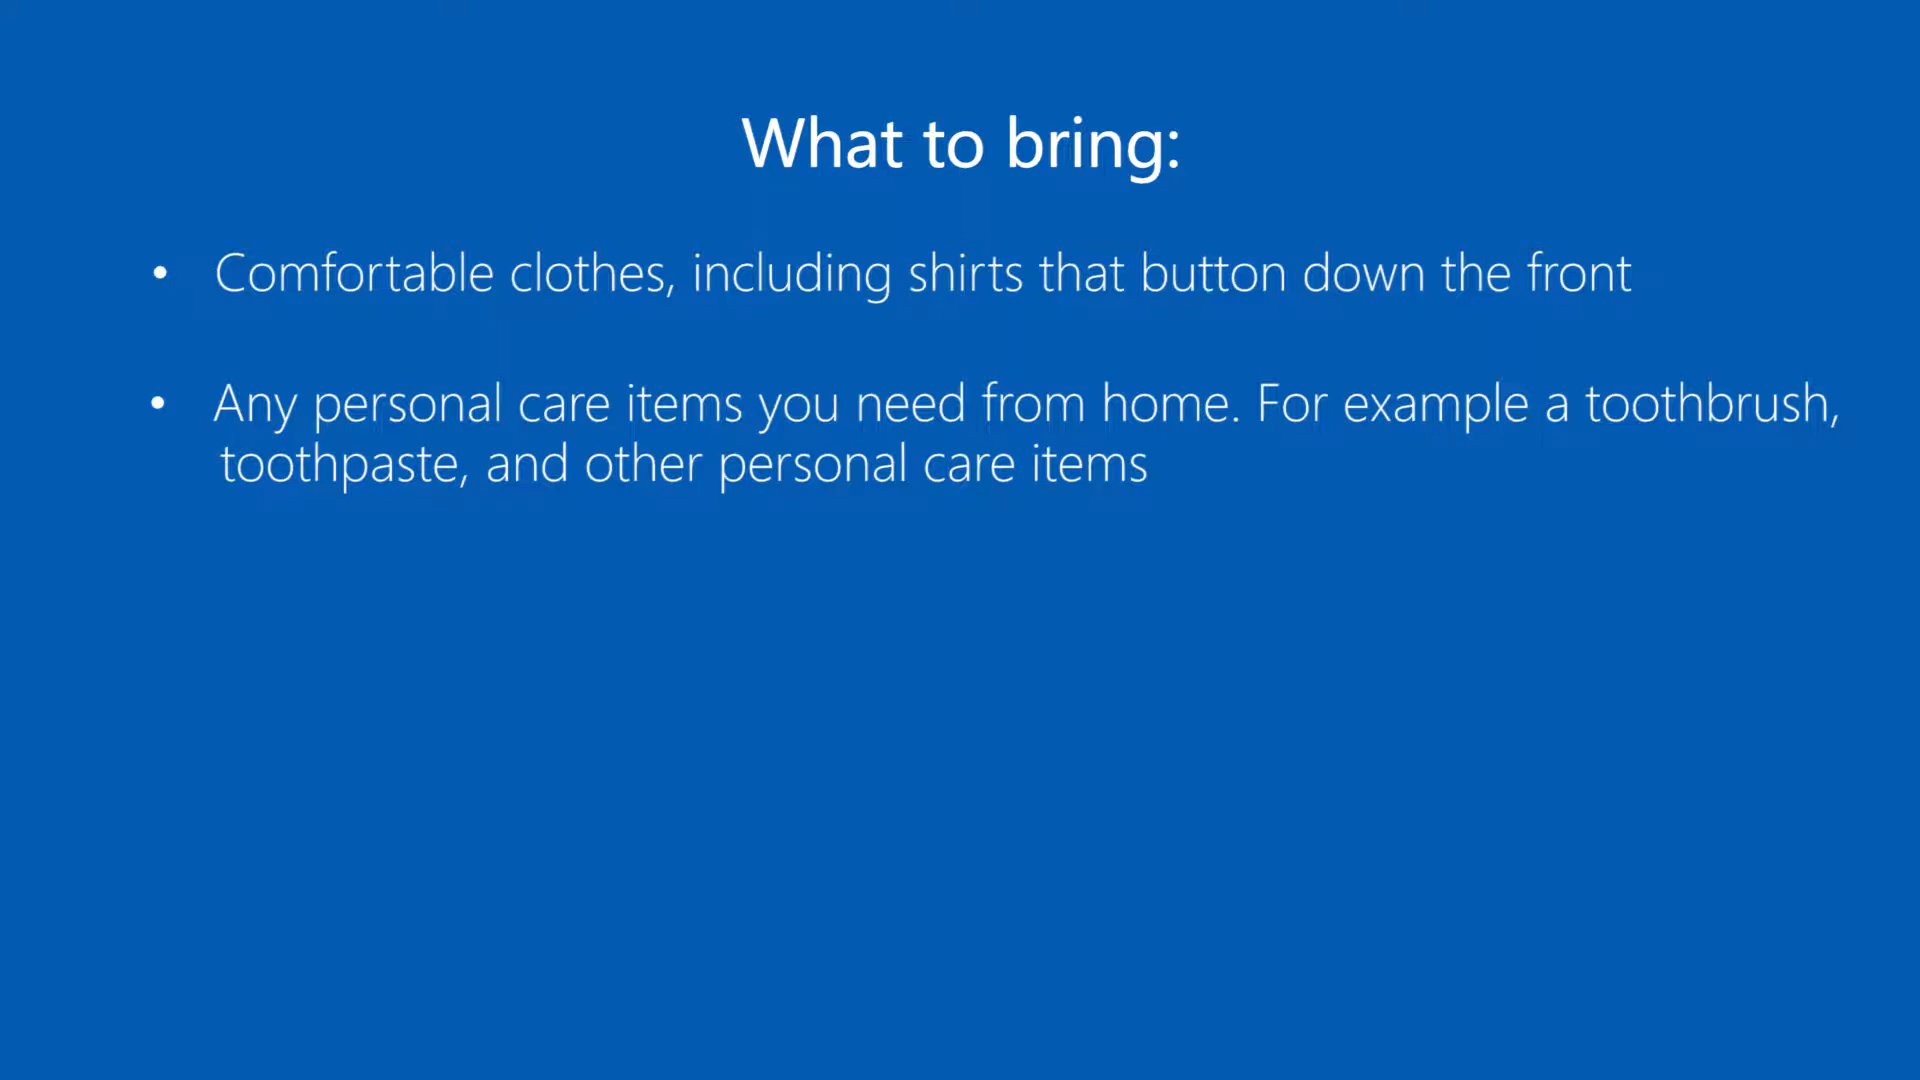 What to bring:
• Comfortable clothes, including shirts that button down the front
• Any personal care items you need from home. For example a toothbrush,
toothpaste, and other personal care items